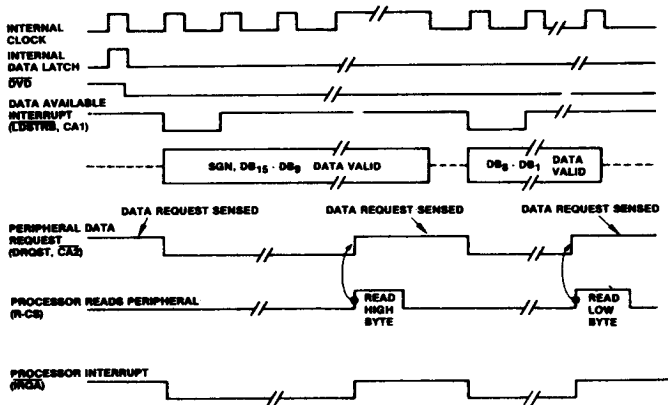 INTERNAL
CLOCK
INTERNAL
DATA LATCH
DVD
DATA AVAILABLE
INTERRUPT
(LDSTRB, CA1)
SGN, DB15 - DB9 DATA VALID
DB8 - DB1 DATA
VALID
DATA REQUEST SENSED
DATA REQUEST SENSED
DATA REQUEST SENSED
PERIPHERAL DATA
REQUEST
(DRQST, CA2)
PROCESSOR READS PERIPHERAL
(R-CS)
READ
HIGH
BYTE
READ
LOW
BYTE
PROCESSOR INTERRUPT
(IRQA)